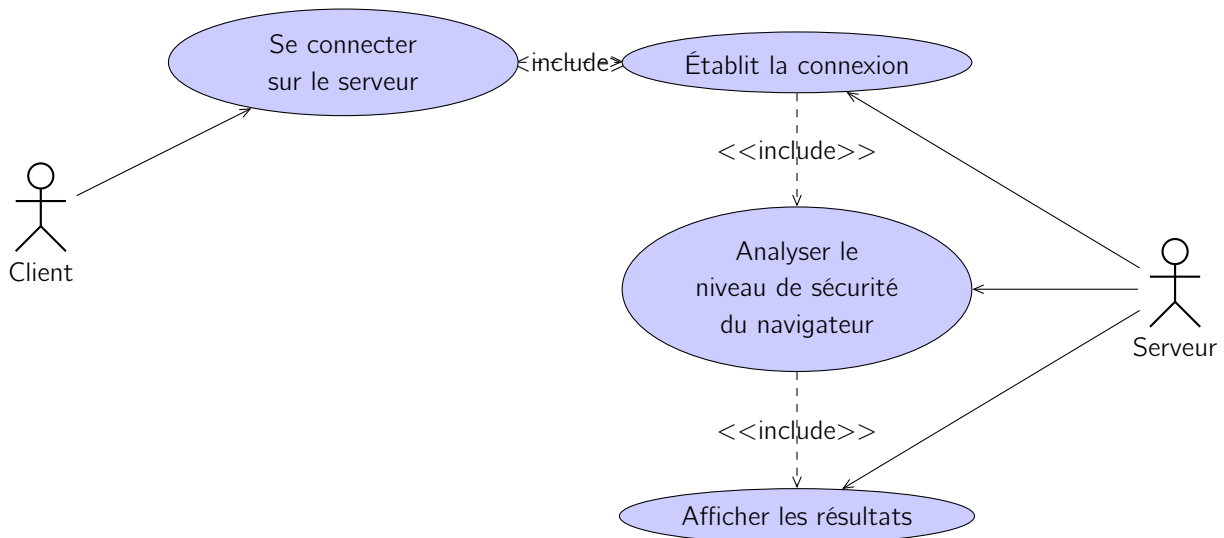 Se connecter
sur le serveur
<<include>>
Établit la connexion
<<include>>
Client
Analyser le
niveau de sécurité
du navigateur
Serveur
<<include>>
Afficher les résultats